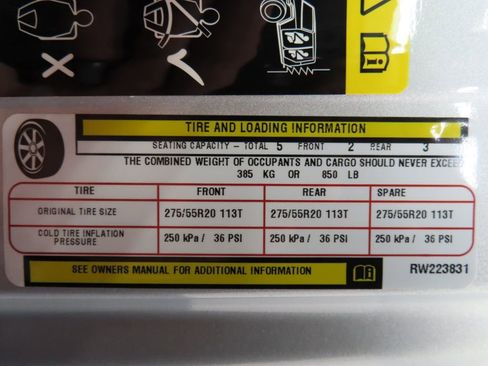 TIRE AND LOADING INFORMATION
SEATING CAPACITY - TOTAL 5 FRONT 2 REAR 3
THE COMBINED WEIGHT OF OCCUPANTS AND CARGO SHOULD NEVER EXCEED
385 KG OR 850 LB
TIRE FRONT REAR SPARE
ORIGINAL TIRE SIZE 275/55R20 113T 275/55R20 113T 275/55R20 113T
COLD TIRE INFLATION PRESSURE 250 kPa / 36 PSI 250 kPa / 36 PSI 250 kPa / 36 PSI
SEE OWNERS MANUAL FOR ADDITIONAL INFORMATION
RW223831